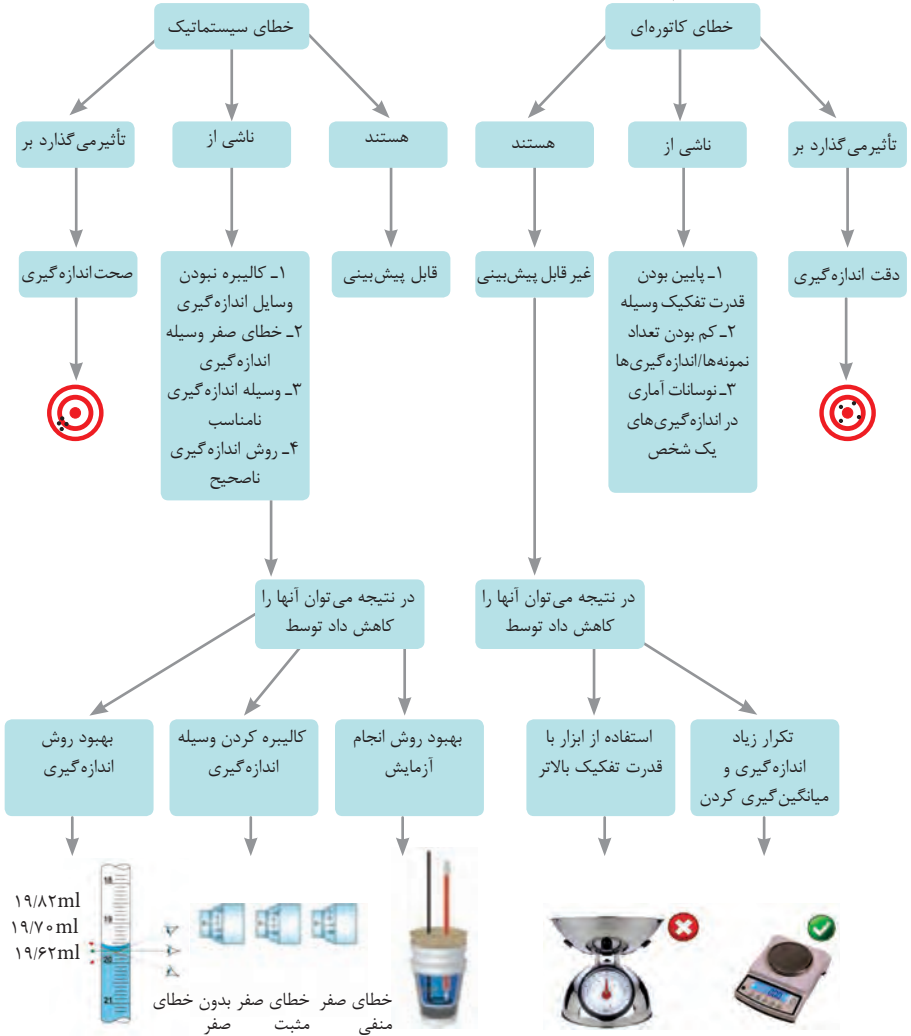 خطای کاتوره‌ای
خطای سیستماتیک
تأثیرمی‌گذارد بر
ناشی از
هستند
هستند
ناشی از
تأثیرمی‌گذارد بر
دقت اندازه‌گیری
۱ـ پایین بودن
قدرت تفکیک وسیله
۲ـ کم بودن تعداد
نمونه‌ها/اندازه‌گیری‌ها
۳ـ نوسانات آماری
در اندازه‌گیری‌های
یک شخص
غیر قابل پیش‌بینی
قابل پیش‌بینی
۱ـ کالیبره نبودن
وسایل اندازه‌گیری
۲ـ خطای صفر وسیله
اندازه‌گیری
۳ـ وسیله اندازه‌گیری
نامناسب
۴ـ روش اندازه‌گیری
ناصحیح
صحت‌اندازه‌گیری
در نتیجه می‌توان آنها را
کاهش داد توسط
در نتیجه می‌توان آنها را
کاهش داد توسط
تکرار زیاد
اندازه‌گیری و
میانگین‌گیری کردن
استفاده از ابزار با
قدرت تفکیک بالاتر
بهبود روش انجام
آزمایش
کالیبره کردن وسیله
اندازه‌گیری
بهبود روش
اندازه‌گیری
۱۹/۸۲ml
۱۹/۷۰ml
۱۹/۶۲ml
18
19
20
21
خطای صفر
منفی
خطای صفر
مثبت
بدون خطای
صفر